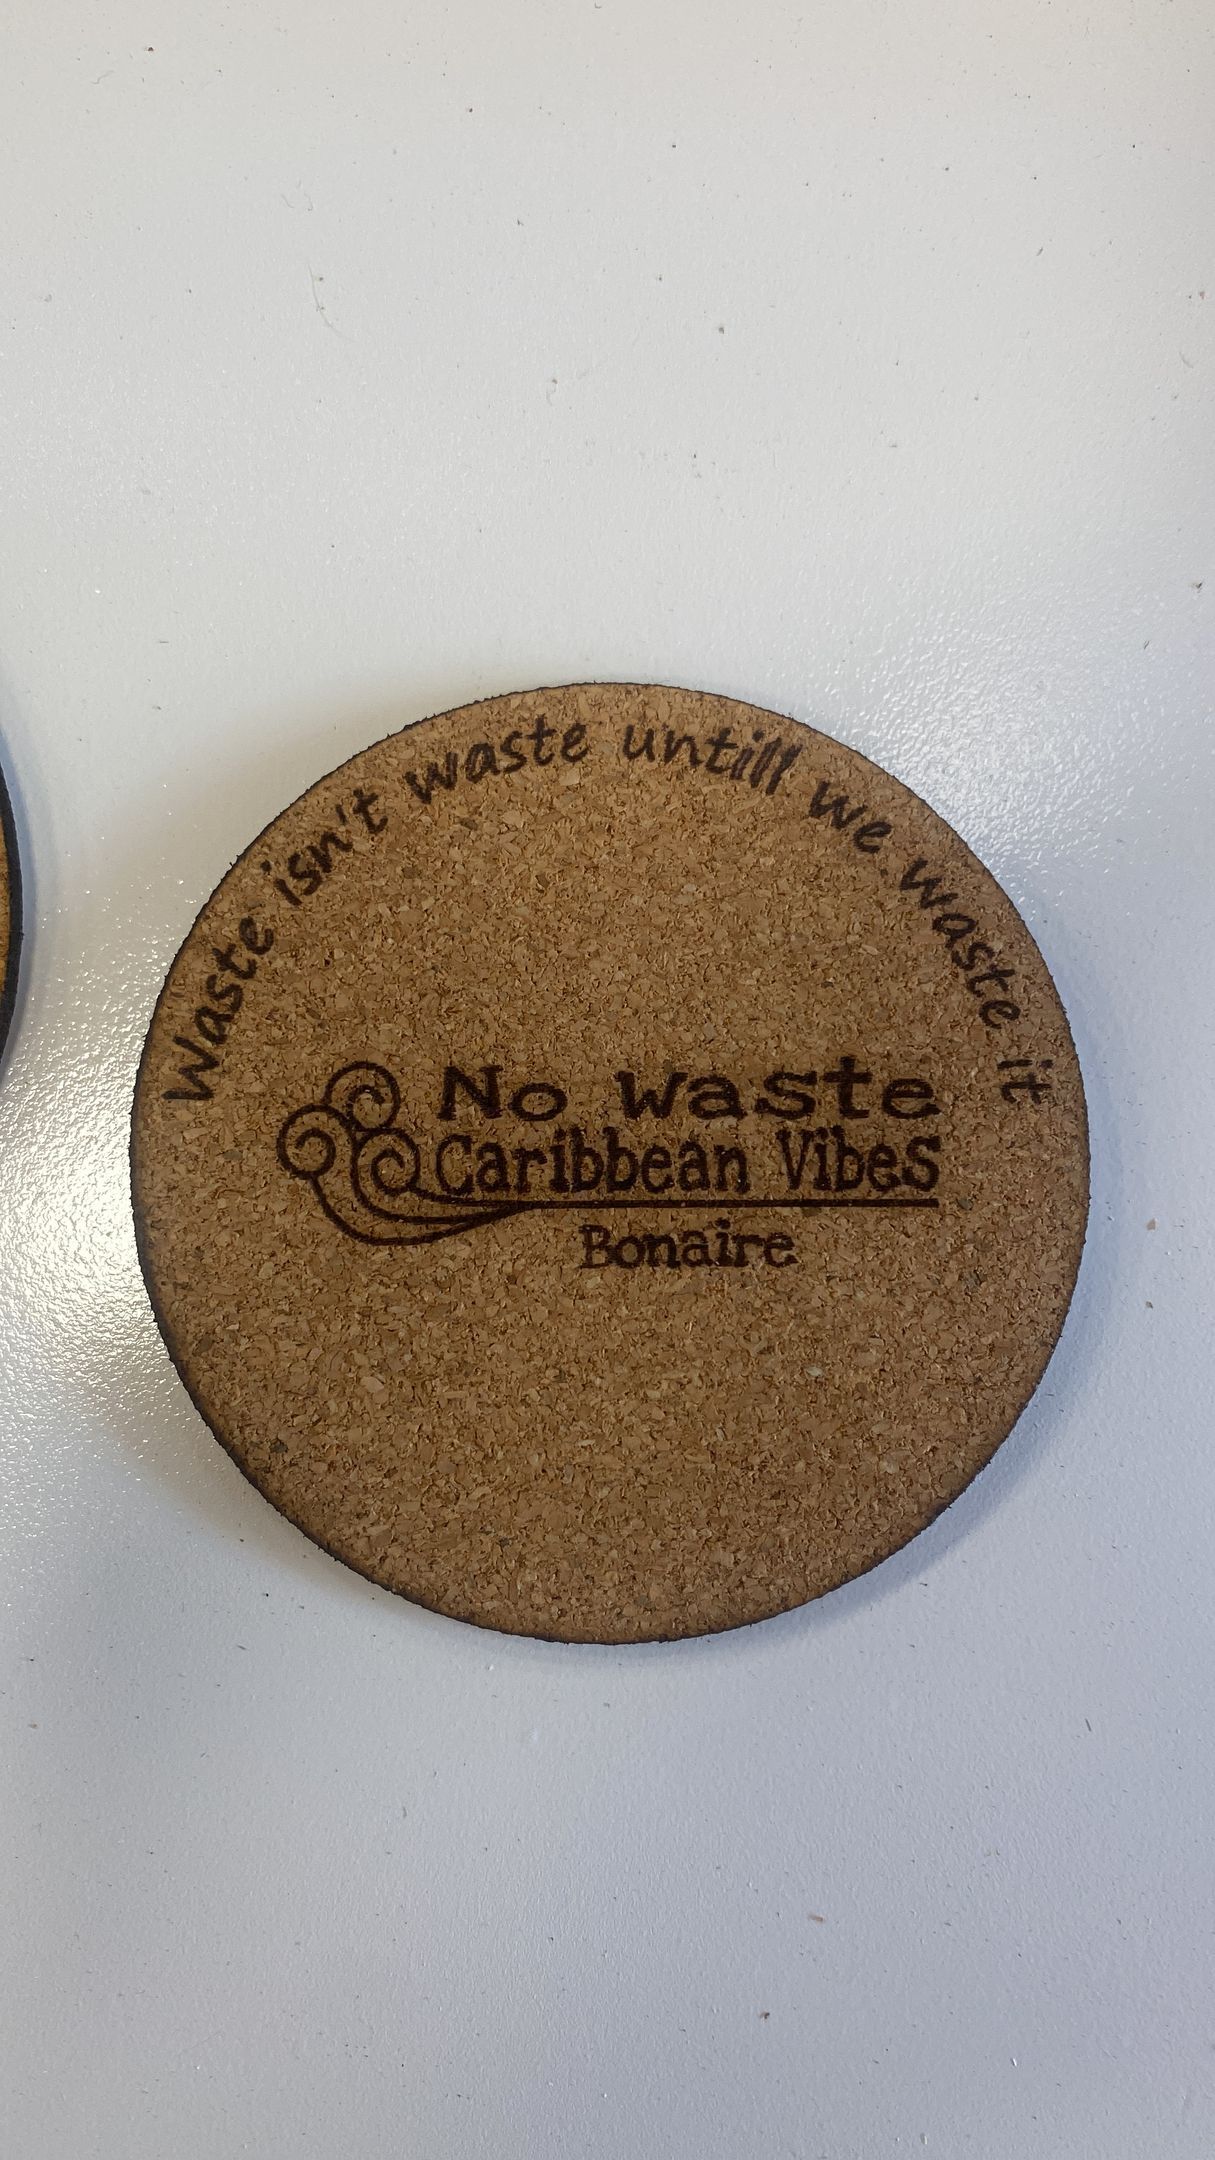 Waste isn't waste untill we waste it
No waste
Caribbean Vibes
Bonaire